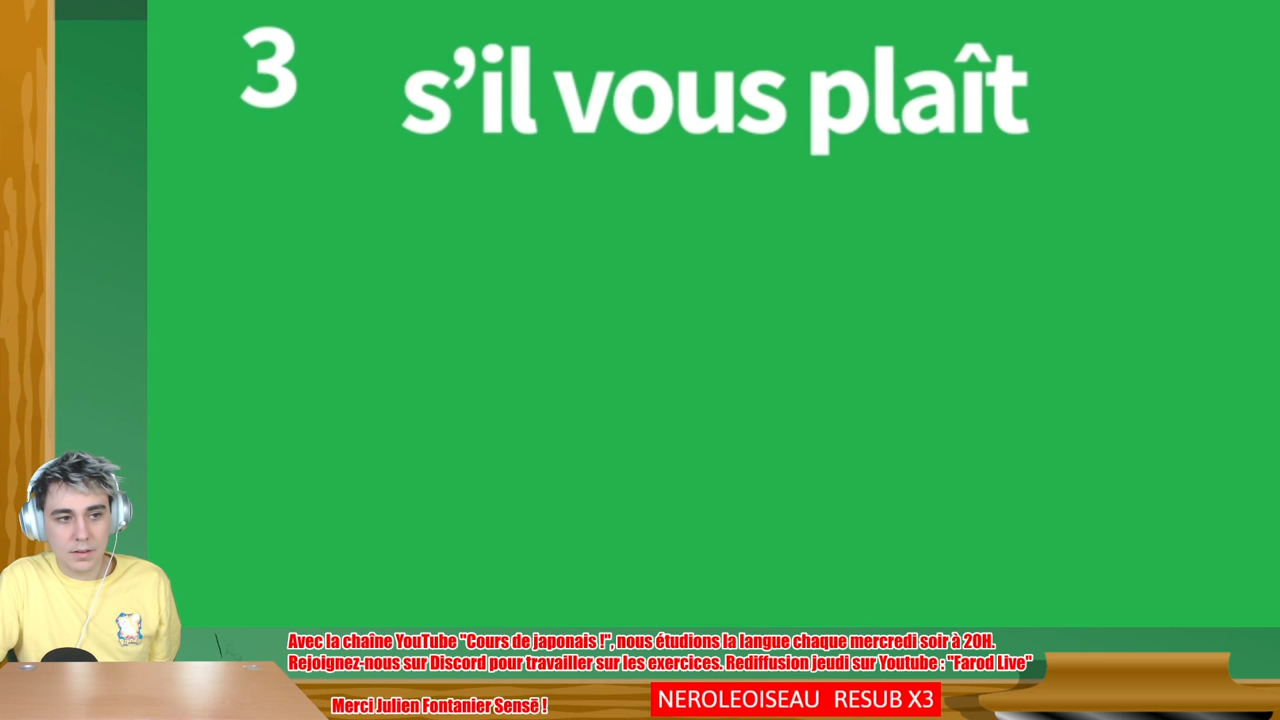 3 s’il vous plaît
Avec la chaîne YouTube "Cours de japonais !", nous étudions la langue chaque mercredi soir à 20H.
Rejoignez-nous sur Discord pour travailler sur les exercices. Rediffusion jeudi sur Youtube : "Farod Live"
Merci Julien Fontanier Sensē !
NEROLEOISEAU RESUB X3